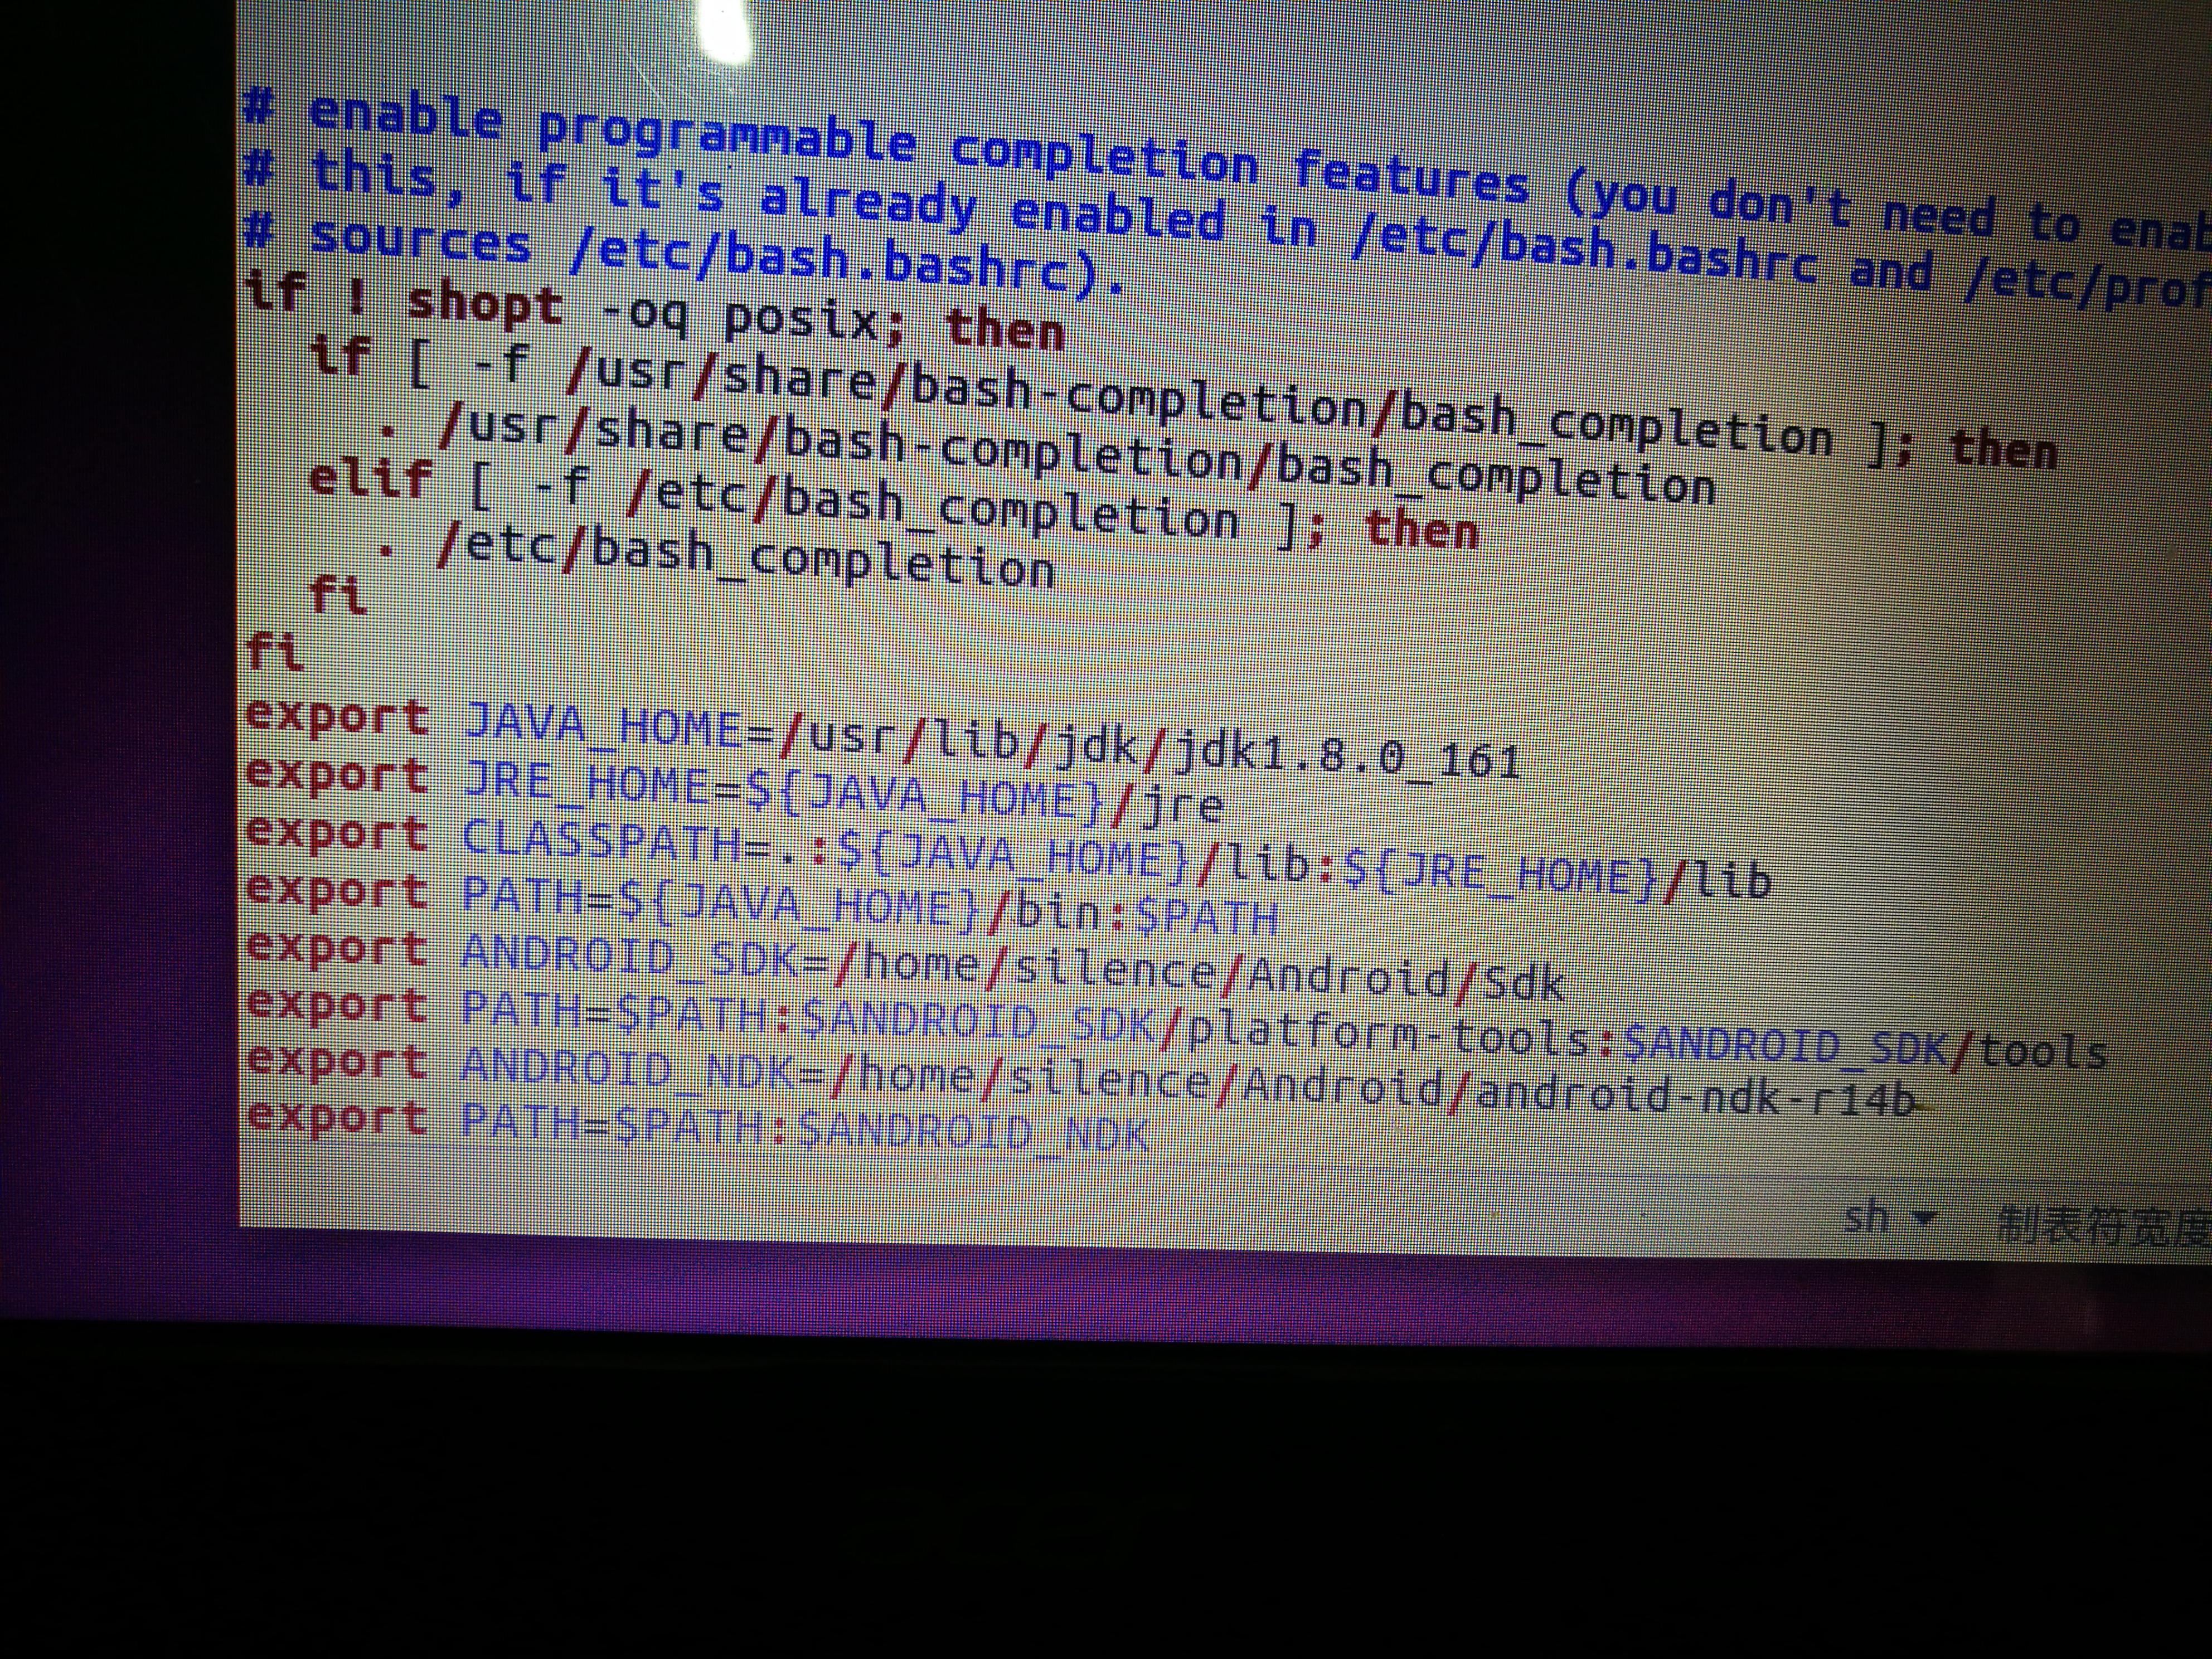 # enable programmable completion features (you don't need to enab
# this, if it's already enabled in /etc/bash.bashrc and /etc/prof
# sources /etc/bash.bashrc).
if ! shopt -oq posix; then
  if [ -f /usr/share/bash-completion/bash_completion ]; then
    . /usr/share/bash-completion/bash_completion
  elif [ -f /etc/bash_completion ]; then
    . /etc/bash_completion
  fi
fi
export JAVA_HOME=/usr/lib/jdk/jdk1.8.0_161
export JRE_HOME=${JAVA_HOME}/jre
export CLASSPATH=.:${JAVA_HOME}/lib:${JRE_HOME}/lib
export PATH=${JAVA_HOME}/bin:$PATH
export ANDROID_SDK=/home/silence/Android/Sdk
export PATH=$PATH:$ANDROID_SDK/platform-tools:$ANDROID_SDK/tools
export ANDROID_NDK=/home/silence/Android/android-ndk-r14b
export PATH=$PATH:$ANDROID_NDK
sh 制表符宽度